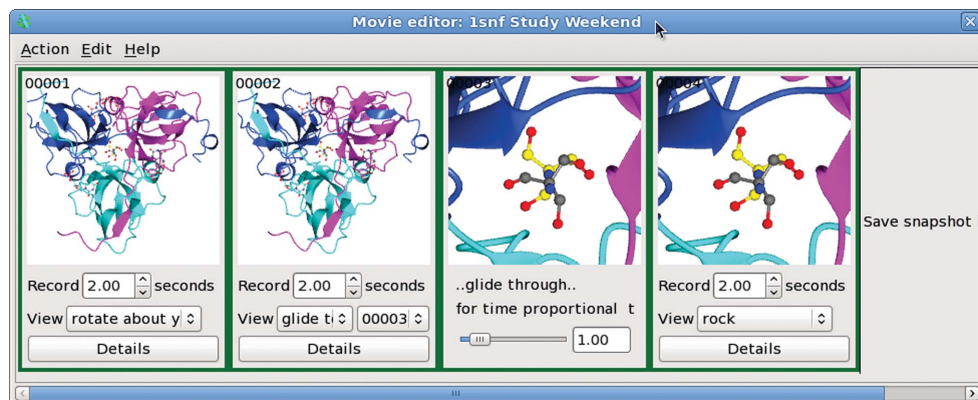 Movie editor: 1snf Study Weekend
Action Edit Help
00001 00002 00003 00004
Save snapshot
Record 2.00 seconds Record 2.00 seconds ..glide through.. Record 2.00 seconds
View rotate about y View glide t 00003 for time proportional t View rock
Details Details 1.00 Details